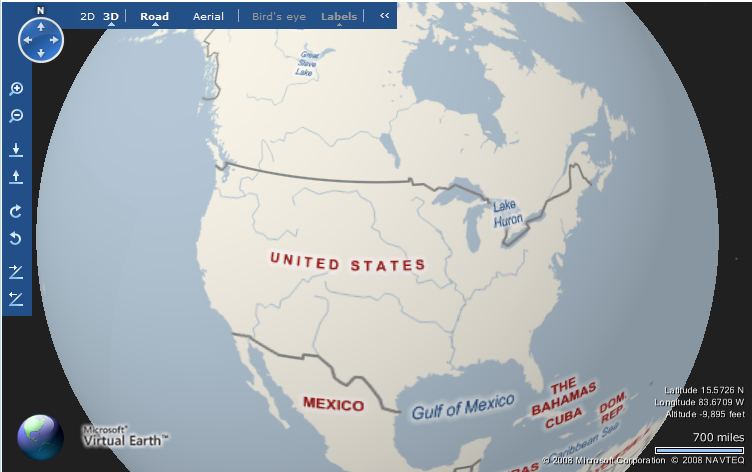 N
2D 3D Road Aerial Bird's eye Labels <<
Great
Slave
Lake
Lake
Huron
UNITED STATES
MEXICO
Gulf of Mexico
THE
BAHAMAS
CUBA
DOM.
REP.
Caribbean Sea
Latitude 15.5726 N
Longitude 83.6709 W
Altitude -9,895 feet
700 miles
Microsoft®
Virtual Earth™
© 2008 Microsoft Corporation © 2008 NAVTEQ